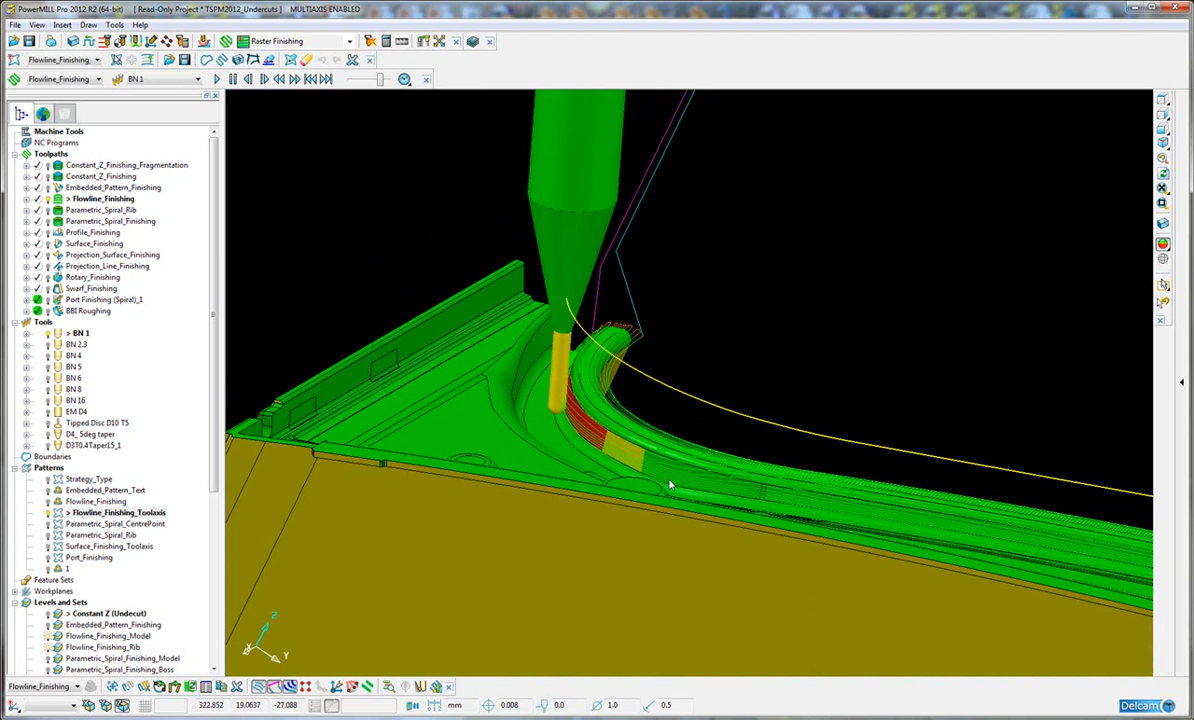 PowerMILL Pro 2012 R2 (64-bit) - [ Read-Only Project * TSPM2012_Undercuts ] MULTIAXIS ENABLED
File View Insert Draw Tools Help
Raster Finishing
Flowline_Finishing
Flowline_Finishing BN 1
Machine Tools
NC Programs
Toolpaths
Constant_Z_Finishing_Fragmentation
Constant_Z_Finishing
Embedded_Pattern_Finishing
> Flowline_Finishing
Parametric_Spiral_Rib
Parametric_Spiral_Finishing
Profile_Finishing
Surface_Finishing
Projection_Surface_Finishing
Projection_Line_Finishing
Rotary_Finishing
Swarf_Finishing
Port Finishing (Spiral)_1
BBI Roughing
Tools
> BN 1
BN 2.3
BN 4
BN 5
BN 6
BN 8
BN 16
EM D4
Tipped Disc D10 T5
D4_ 5deg taper
D3T0.4Taper15_1
Boundaries
Patterns
Strategy_Type
Embedded_Pattern_Text
Flowline_Finishing
> Flowline_Finishing_Toolaxis
Parametric_Spiral_CentrePoint
Parametric_Spiral_Rib
Surface_Finishing_Toolaxis
Port_Finishing
1
Feature Sets
Workplanes
Levels and Sets
> Constant Z (Undecut)
Embedded_Pattern_Finishing
Flowline_Finishing_Model
Flowline_Finishing_Rib
Parametric_Spiral_Finishing_Model
Parametric_Spiral_Finishing_Boss
Z
X Y
Flowline_Finishing
322.852 19.0637 -27.088 mm 0.008 0.0 1.0 0.5 Delcam